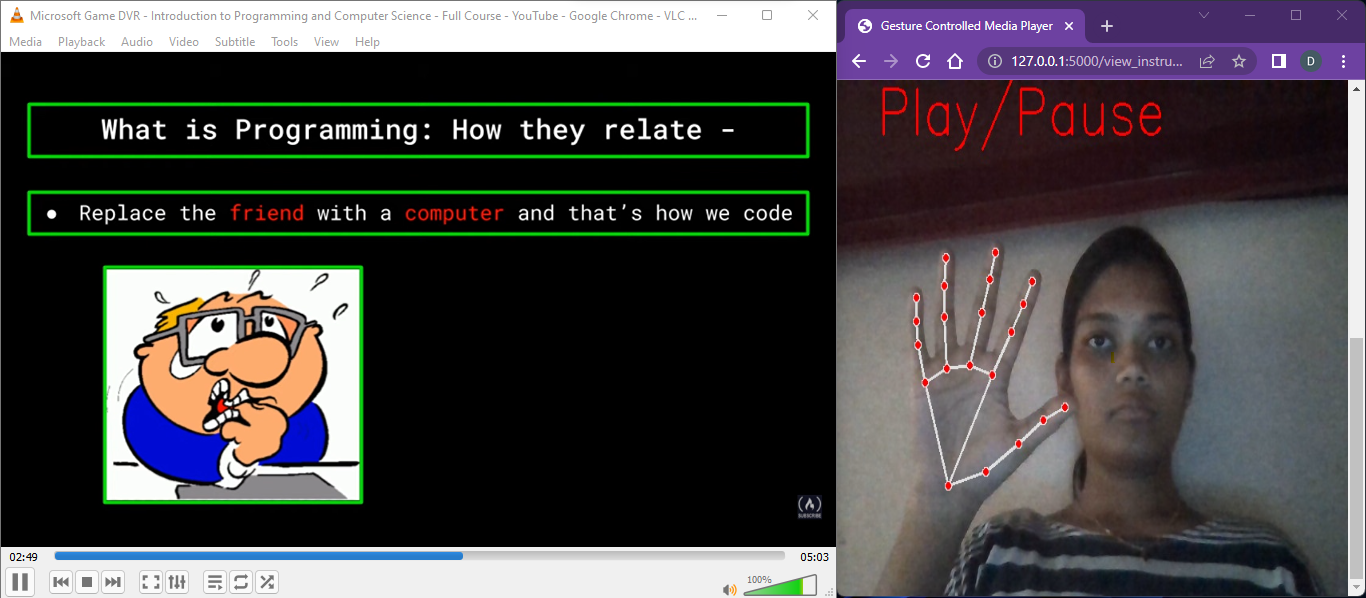 Microsoft Game DVR - Introduction to Programming and Computer Science - Full Course - YouTube - Google Chrome - VLC ...
Media Playback Audio Video Subtitle Tools View Help
What is Programming: How they relate -
● Replace the friend with a computer and that's how we code
SUBSCRIBE
02:49
05:03
100%
Gesture Controlled Media Player
127.0.0.1:5000/view_instru...
D
Play/Pause